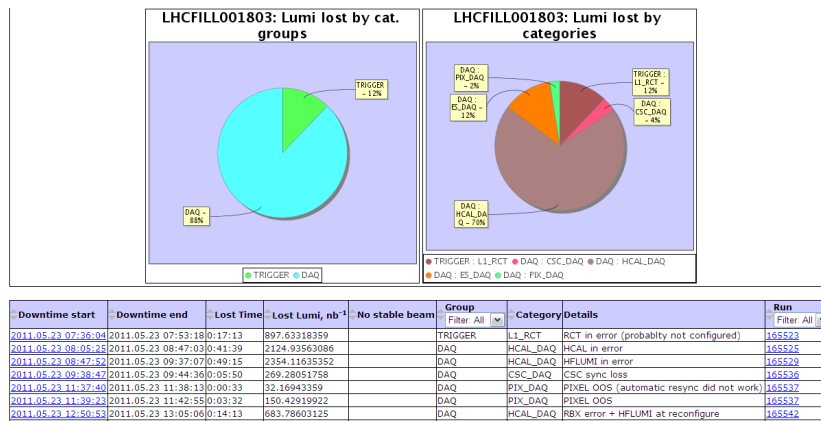 LHCFILL001803: Lumi lost by cat.
groups
TRIGGER
- 12%
DAQ -
88%
TRIGGER DAQ
LHCFILL001803: Lumi lost by
categories
DAQ :
PIX_DAQ
- 2%
TRIGGER :
L1_RCT -
12%
DAQ :
ES_DAQ -
12%
DAQ :
CSC_DAQ
- 4%
DAQ :
HCAL_DA
Q - 70%
TRIGGER : L1_RCT DAQ : CSC_DAQ DAQ : HCAL_DAQ
DAQ : ES_DAQ DAQ : PIX_DAQ
Downtime start Downtime end Lost Time Lost Lumi, nb-1 No stable beam Group Filter: All Category Details Run Filter: All
2011.05.23 07:36:04 2011.05.23 07:53:18 0:17:13 897.63318359 TRIGGER L1_RCT RCT in error (probablty not configured) 165523
2011.05.23 08:05:25 2011.05.23 08:47:03 0:41:39 2124.93563086 DAQ HCAL_DAQ HCAL in error 165525
2011.05.23 08:47:52 2011.05.23 09:37:07 0:49:15 2354.11635352 DAQ HCAL_DAQ HFLUMI in error 165529
2011.05.23 09:38:47 2011.05.23 09:44:36 0:05:50 269.28051758 DAQ CSC_DAQ CSC sync loss 165536
2011.05.23 11:37:40 2011.05.23 11:38:13 0:00:33 32.16943359 DAQ PIX_DAQ PIXEL OOS (automatic resync did not work) 165537
2011.05.23 11:39:23 2011.05.23 11:42:55 0:03:32 150.42919922 DAQ PIX_DAQ PIXEL OOS 165537
2011.05.23 12:50:53 2011.05.23 13:05:06 0:14:13 683.78603125 DAQ HCAL_DAQ RBX error + HFLUMI at reconfigure 165542